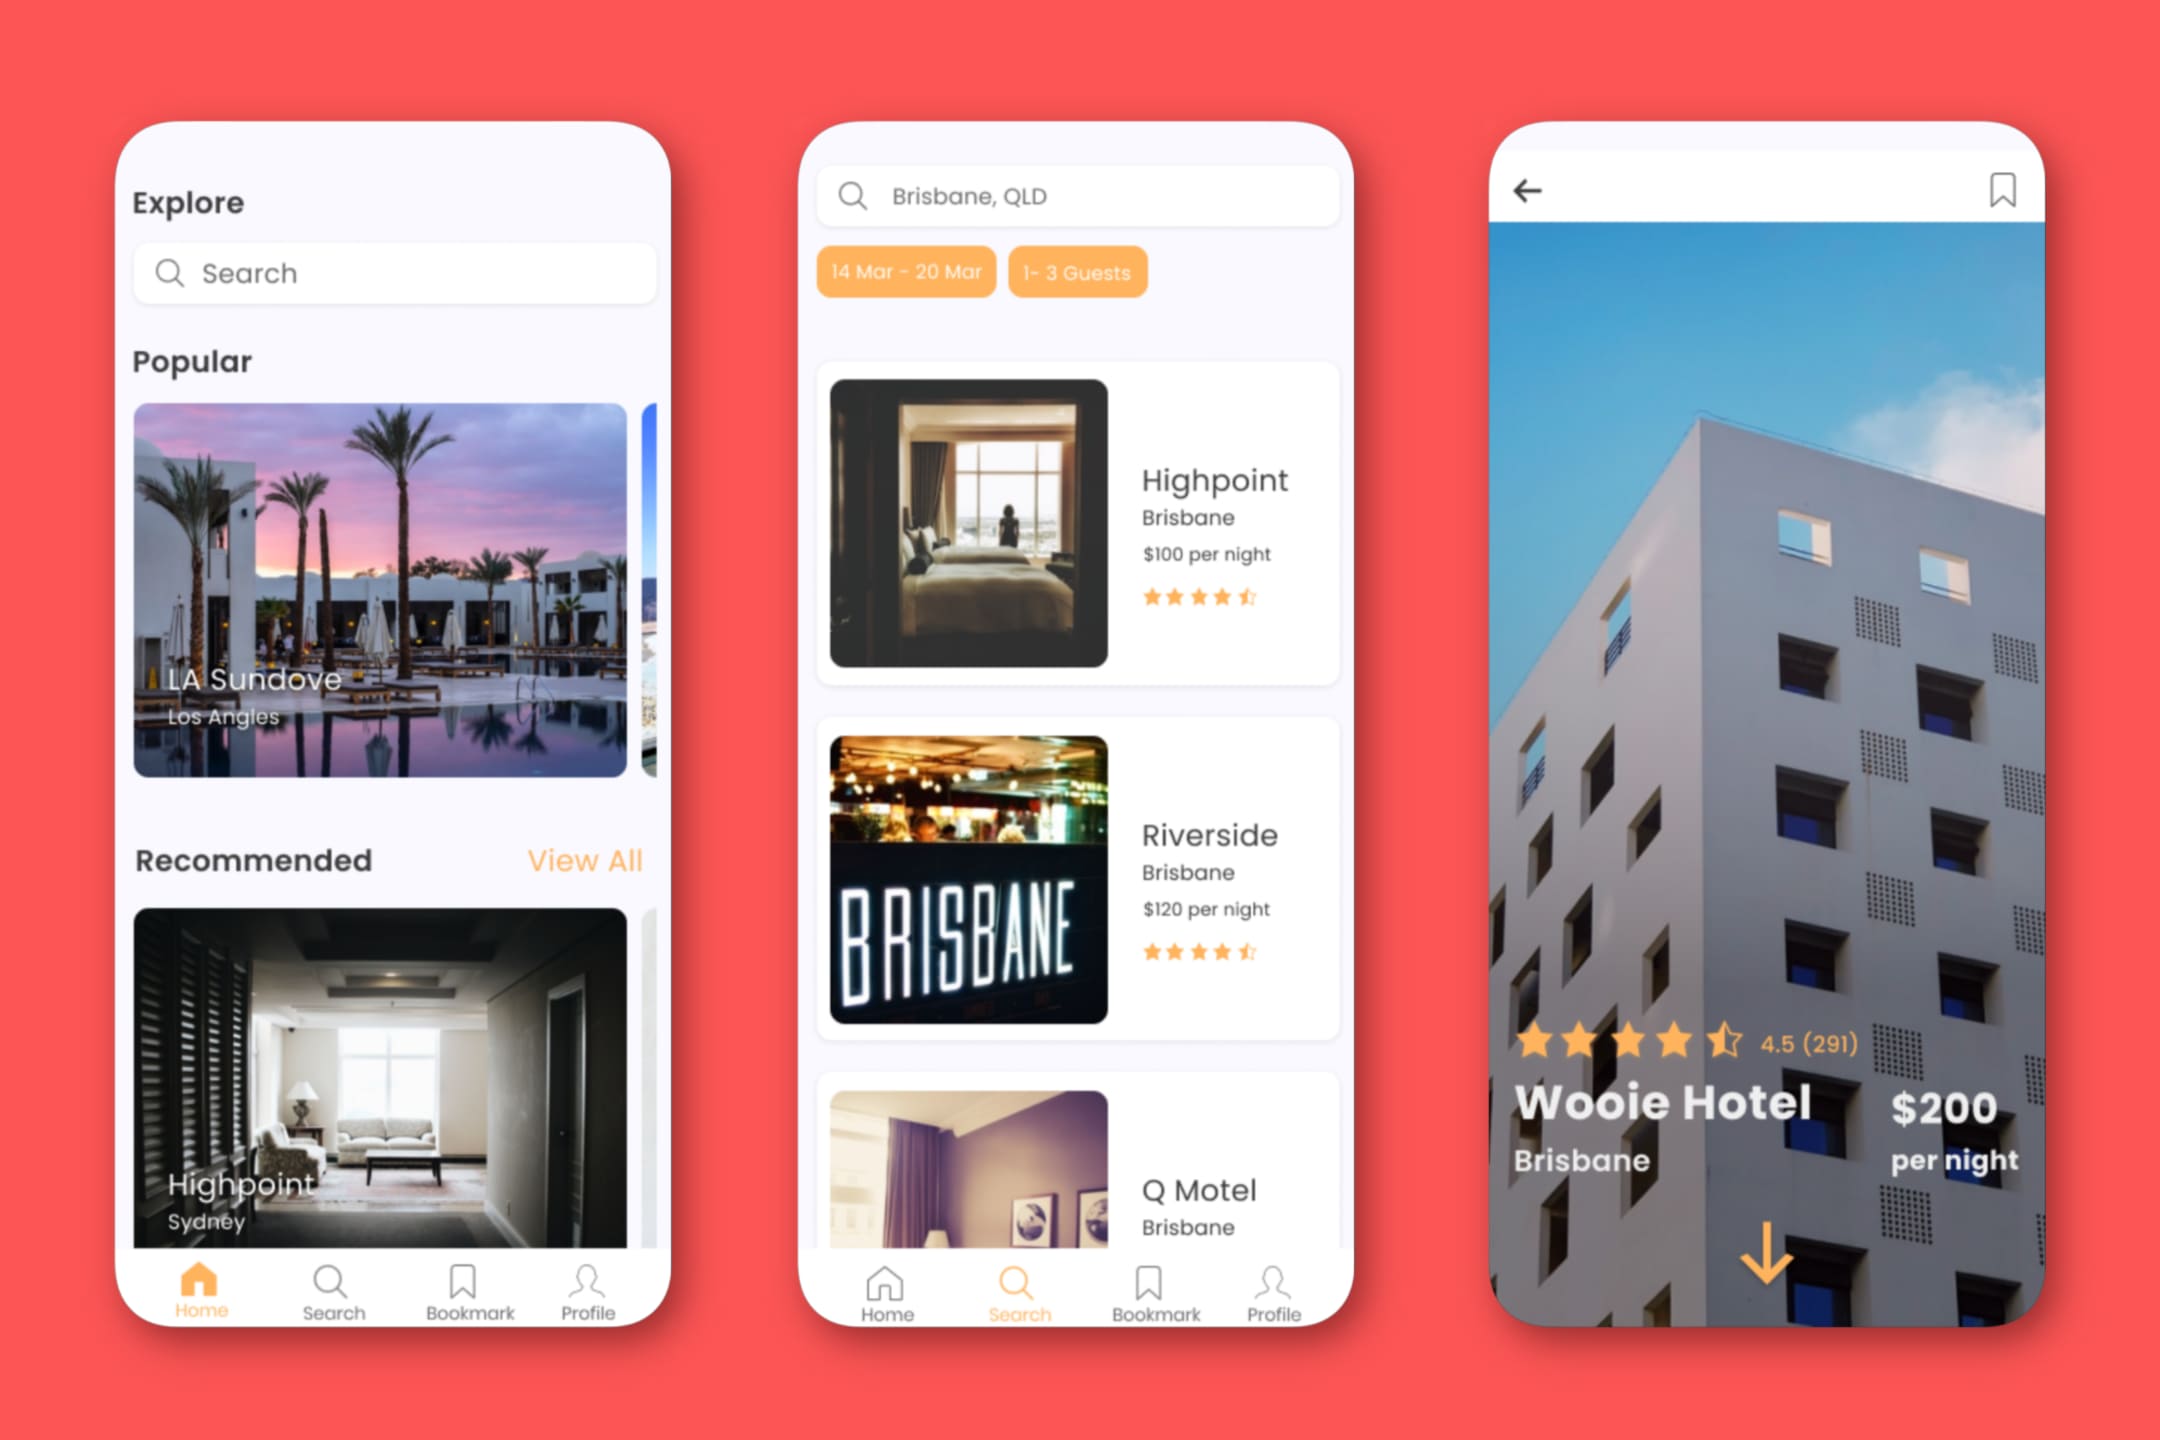 Explore
Search
Popular
LA Sundove
Los Angles
Recommended View All
Highpoint
Sydney
Home Search Bookmark Profile
Brisbane, QLD
14 Mar - 20 Mar 1- 3 Guests
Highpoint
Brisbane
$100 per night
BRISBANE
Riverside
Brisbane
$120 per night
Q Motel
Brisbane
Home Search Bookmark Profile
4.5 (291)
Wooie Hotel $200
Brisbane per night